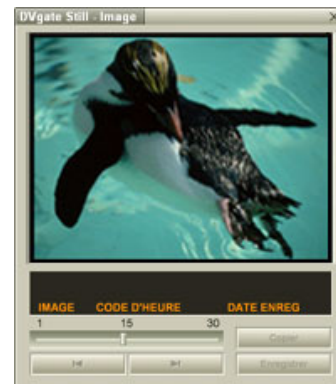 DVgate Still - Image
IMAGE CODE D'HEURE DATE ENREG
1 15 30
Copier
Enregistrer